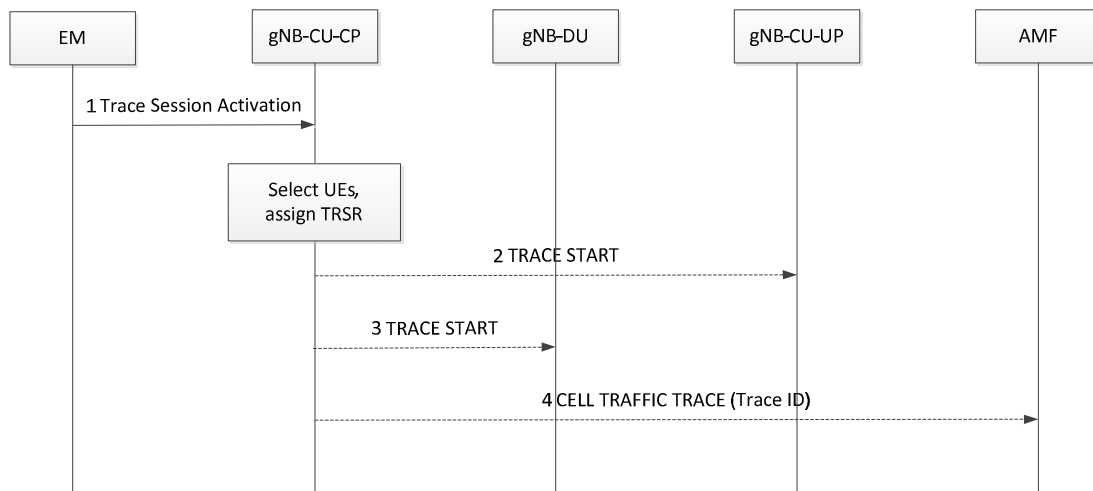 EM
gNB-CU-CP
gNB-DU
gNB-CU-UP
AMF
1 Trace Session Activation
Select UEs,
assign TRSR
2 TRACE START
3 TRACE START
4 CELL TRAFFIC TRACE (Trace ID)